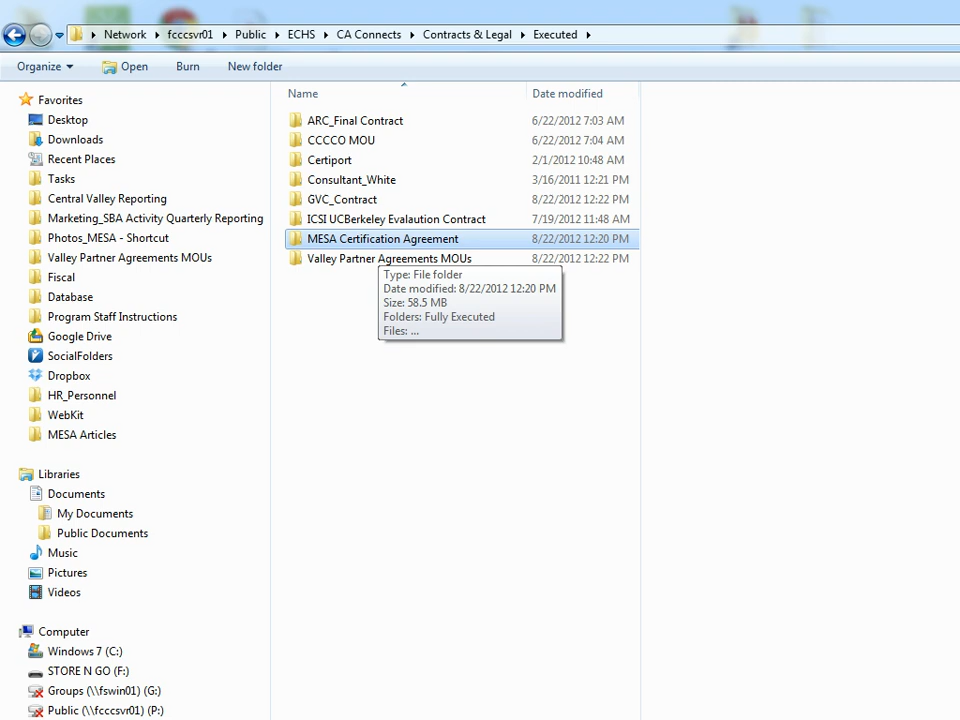 Network fcccsvr01 Public ECHS CA Connects Contracts & Legal Executed
Organize Open Burn New folder
Favorites
Desktop
Downloads
Recent Places
Tasks
Central Valley Reporting
Marketing_SBA Activity Quarterly Reporting
Photos_MESA - Shortcut
Valley Partner Agreements MOUs
Fiscal
Database
Program Staff Instructions
Google Drive
SocialFolders
Dropbox
HR_Personnel
WebKit
MESA Articles
Libraries
Documents
My Documents
Public Documents
Music
Pictures
Videos
Computer
Windows 7 (C:)
STORE N GO (F:)
Groups (\\fswin01) (G:)
Public (\\fcccsvr01) (P:)
Name Date modified
ARC_Final Contract 6/22/2012 7:03 AM
CCCCO MOU 6/22/2012 7:04 AM
Certiport 2/1/2012 10:48 AM
Consultant_White 3/16/2011 12:21 PM
GVC_Contract 8/22/2012 12:22 PM
ICSI UCBerkeley Evalaution Contract 7/19/2012 11:48 AM
MESA Certification Agreement 8/22/2012 12:20 PM
Valley Partner Agreements MOUs 8/22/2012 12:22 PM
Type: File folder
Date modified: 8/22/2012 12:20 PM
Size: 58.5 MB
Folders: Fully Executed
Files: ...